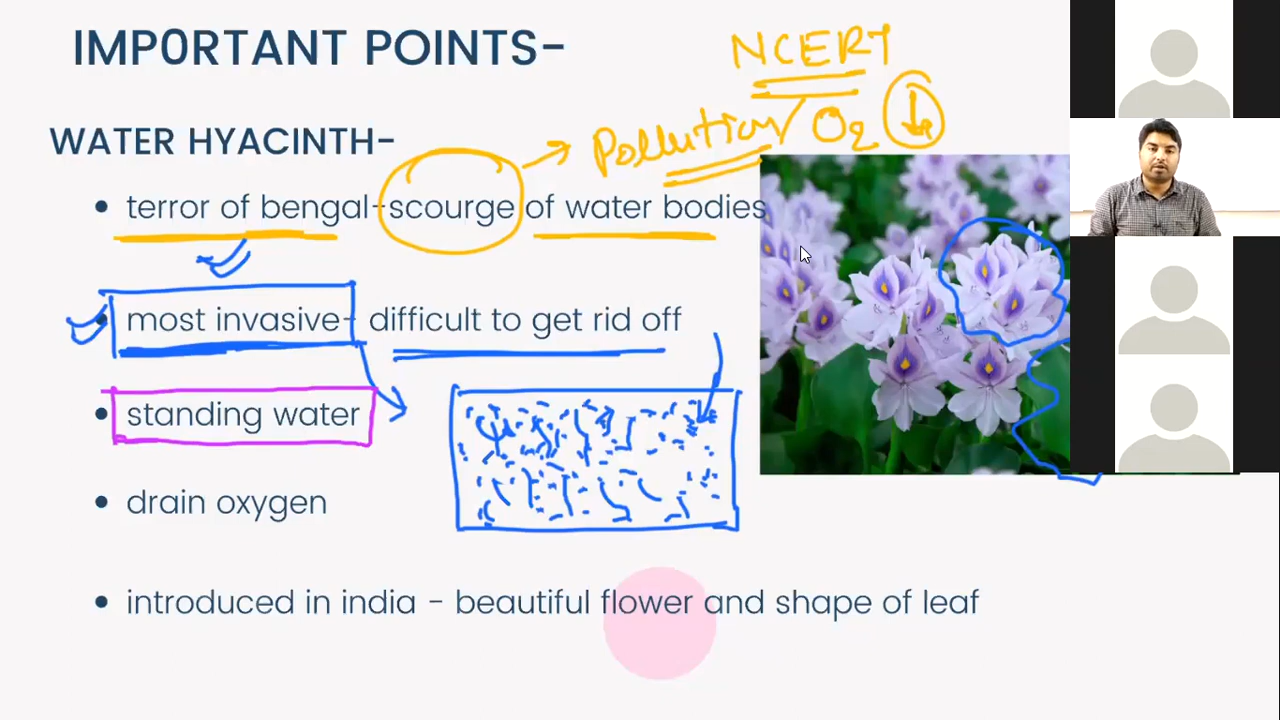 IMP0RTANT POINTS-
NCERT
Pollution / O2 ↓
WATER HYACINTH-
• terror of bengal-scourge of water bodies
• most invasive- difficult to get rid off
• standing water
• drain oxygen
• introduced in india - beautiful flower and shape of leaf